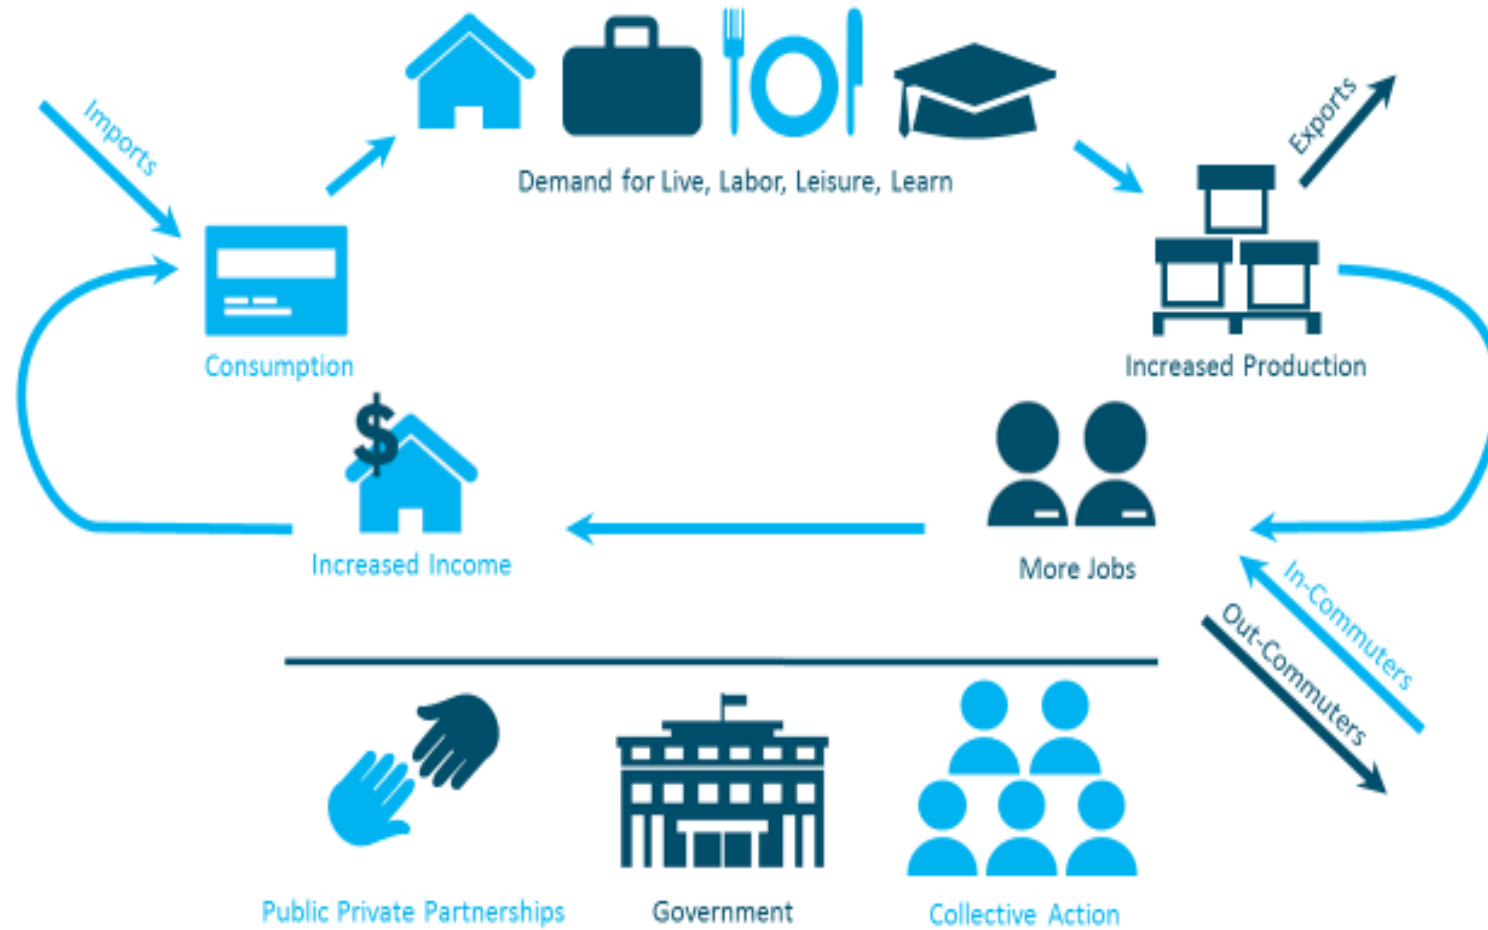 Imports
Exports
Demand for Live, Labor, Leisure, Learn
Consumption
Increased Production
$
Increased Income
More Jobs
In-Commuters
Out-Commuters
Public Private Partnerships
Government
Collective Action